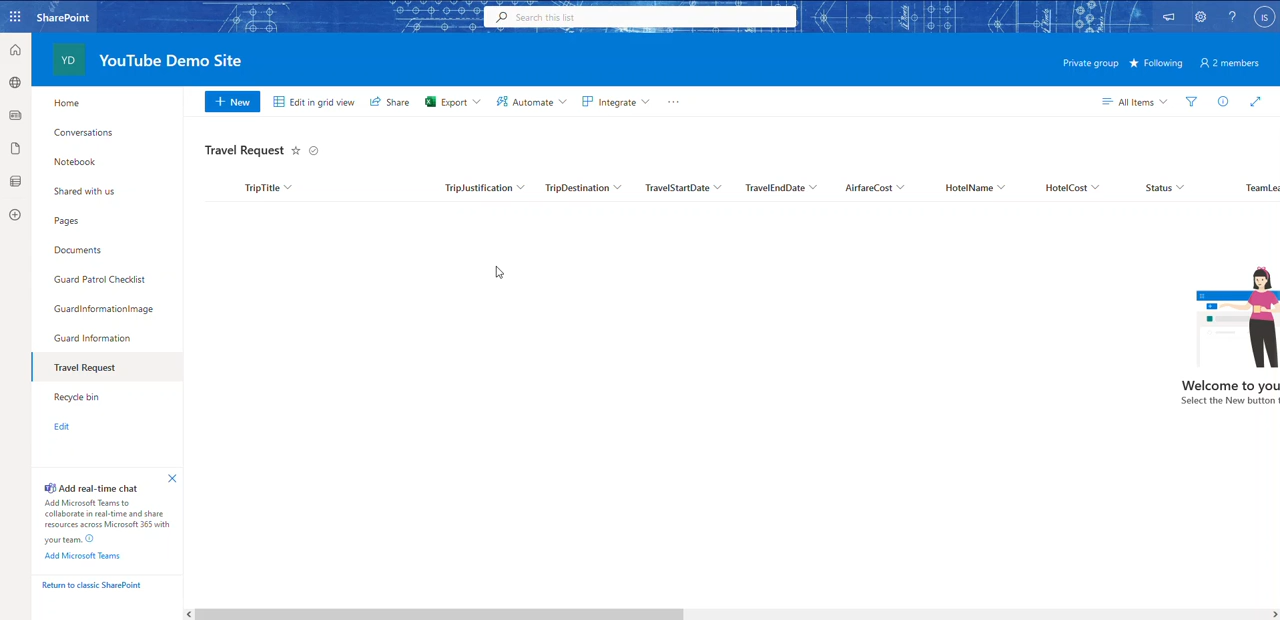 SharePoint
Search this list
IS
YD
YouTube Demo Site
Private group
Following
2 members
Home
Conversations
Notebook
Shared with us
Pages
Documents
Guard Patrol Checklist
GuardInformationImage
Guard Information
Travel Request
Recycle bin
Edit
Add real-time chat
Add Microsoft Teams to
collaborate in real-time and share
resources across Microsoft 365 with
your team.
Add Microsoft Teams
Return to classic SharePoint
New
Edit in grid view
Share
Export
Automate
Integrate
All Items
Travel Request
TripTitle
TripJustification
TripDestination
TravelStartDate
TravelEndDate
AirfareCost
HotelName
HotelCost
Status
TeamLea
Welcome to you
Select the New button t